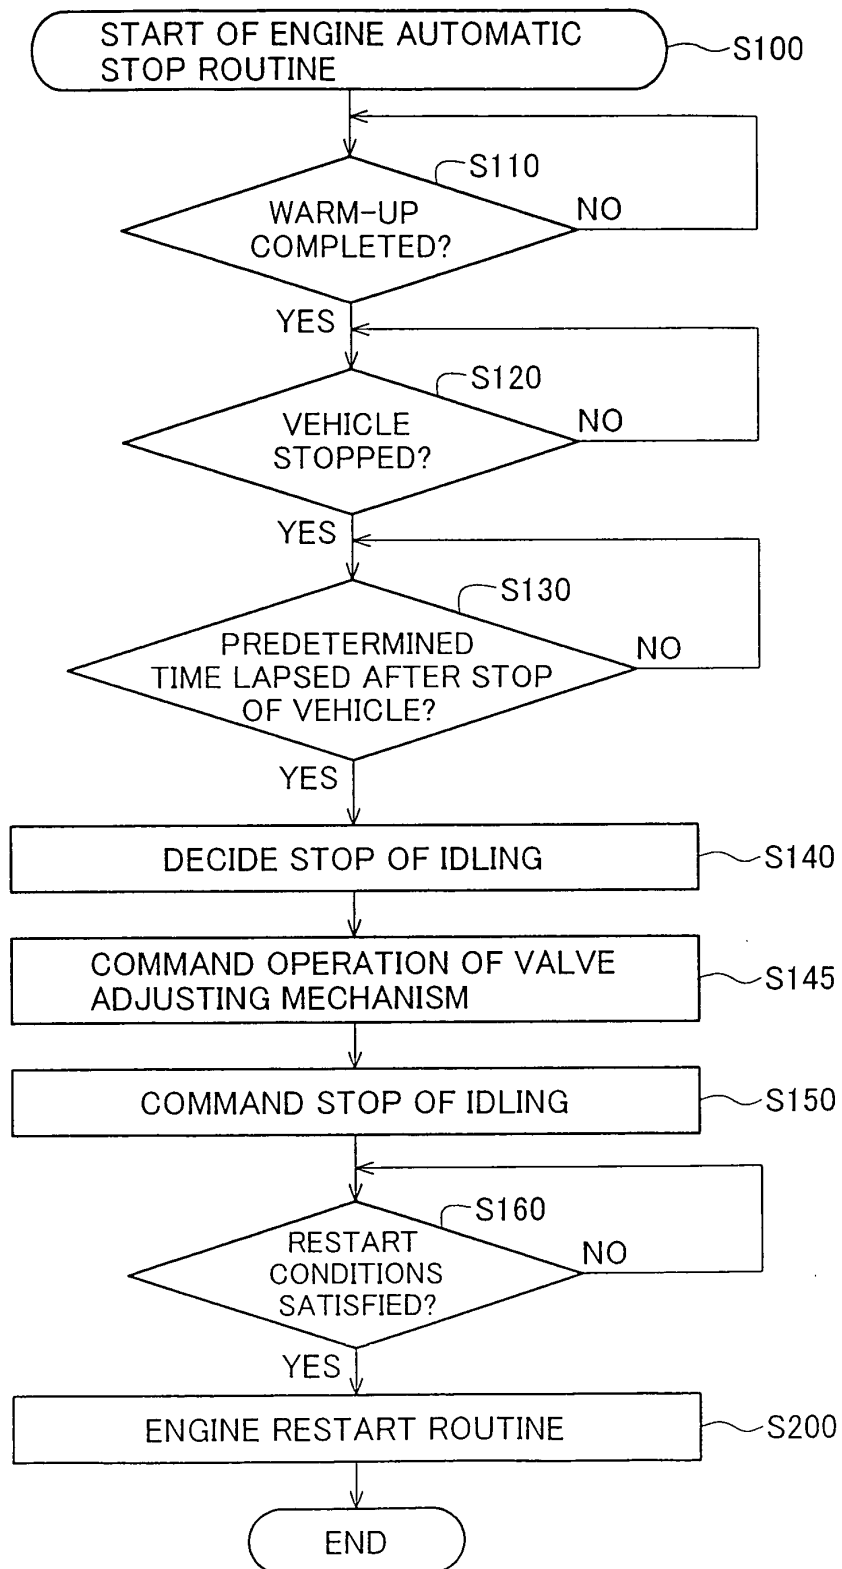 START OF ENGINE AUTOMATIC
STOP ROUTINE
S100
S110
WARM-UP
COMPLETED?
NO
YES
S120
VEHICLE
STOPPED?
NO
YES
S130
PREDETERMINED
TIME LAPSED AFTER STOP
OF VEHICLE?
NO
YES
DECIDE STOP OF IDLING
S140
COMMAND OPERATION OF VALVE
ADJUSTING MECHANISM
S145
COMMAND STOP OF IDLING
S150
S160
RESTART
CONDITIONS
SATISFIED?
NO
YES
ENGINE RESTART ROUTINE
S200
END